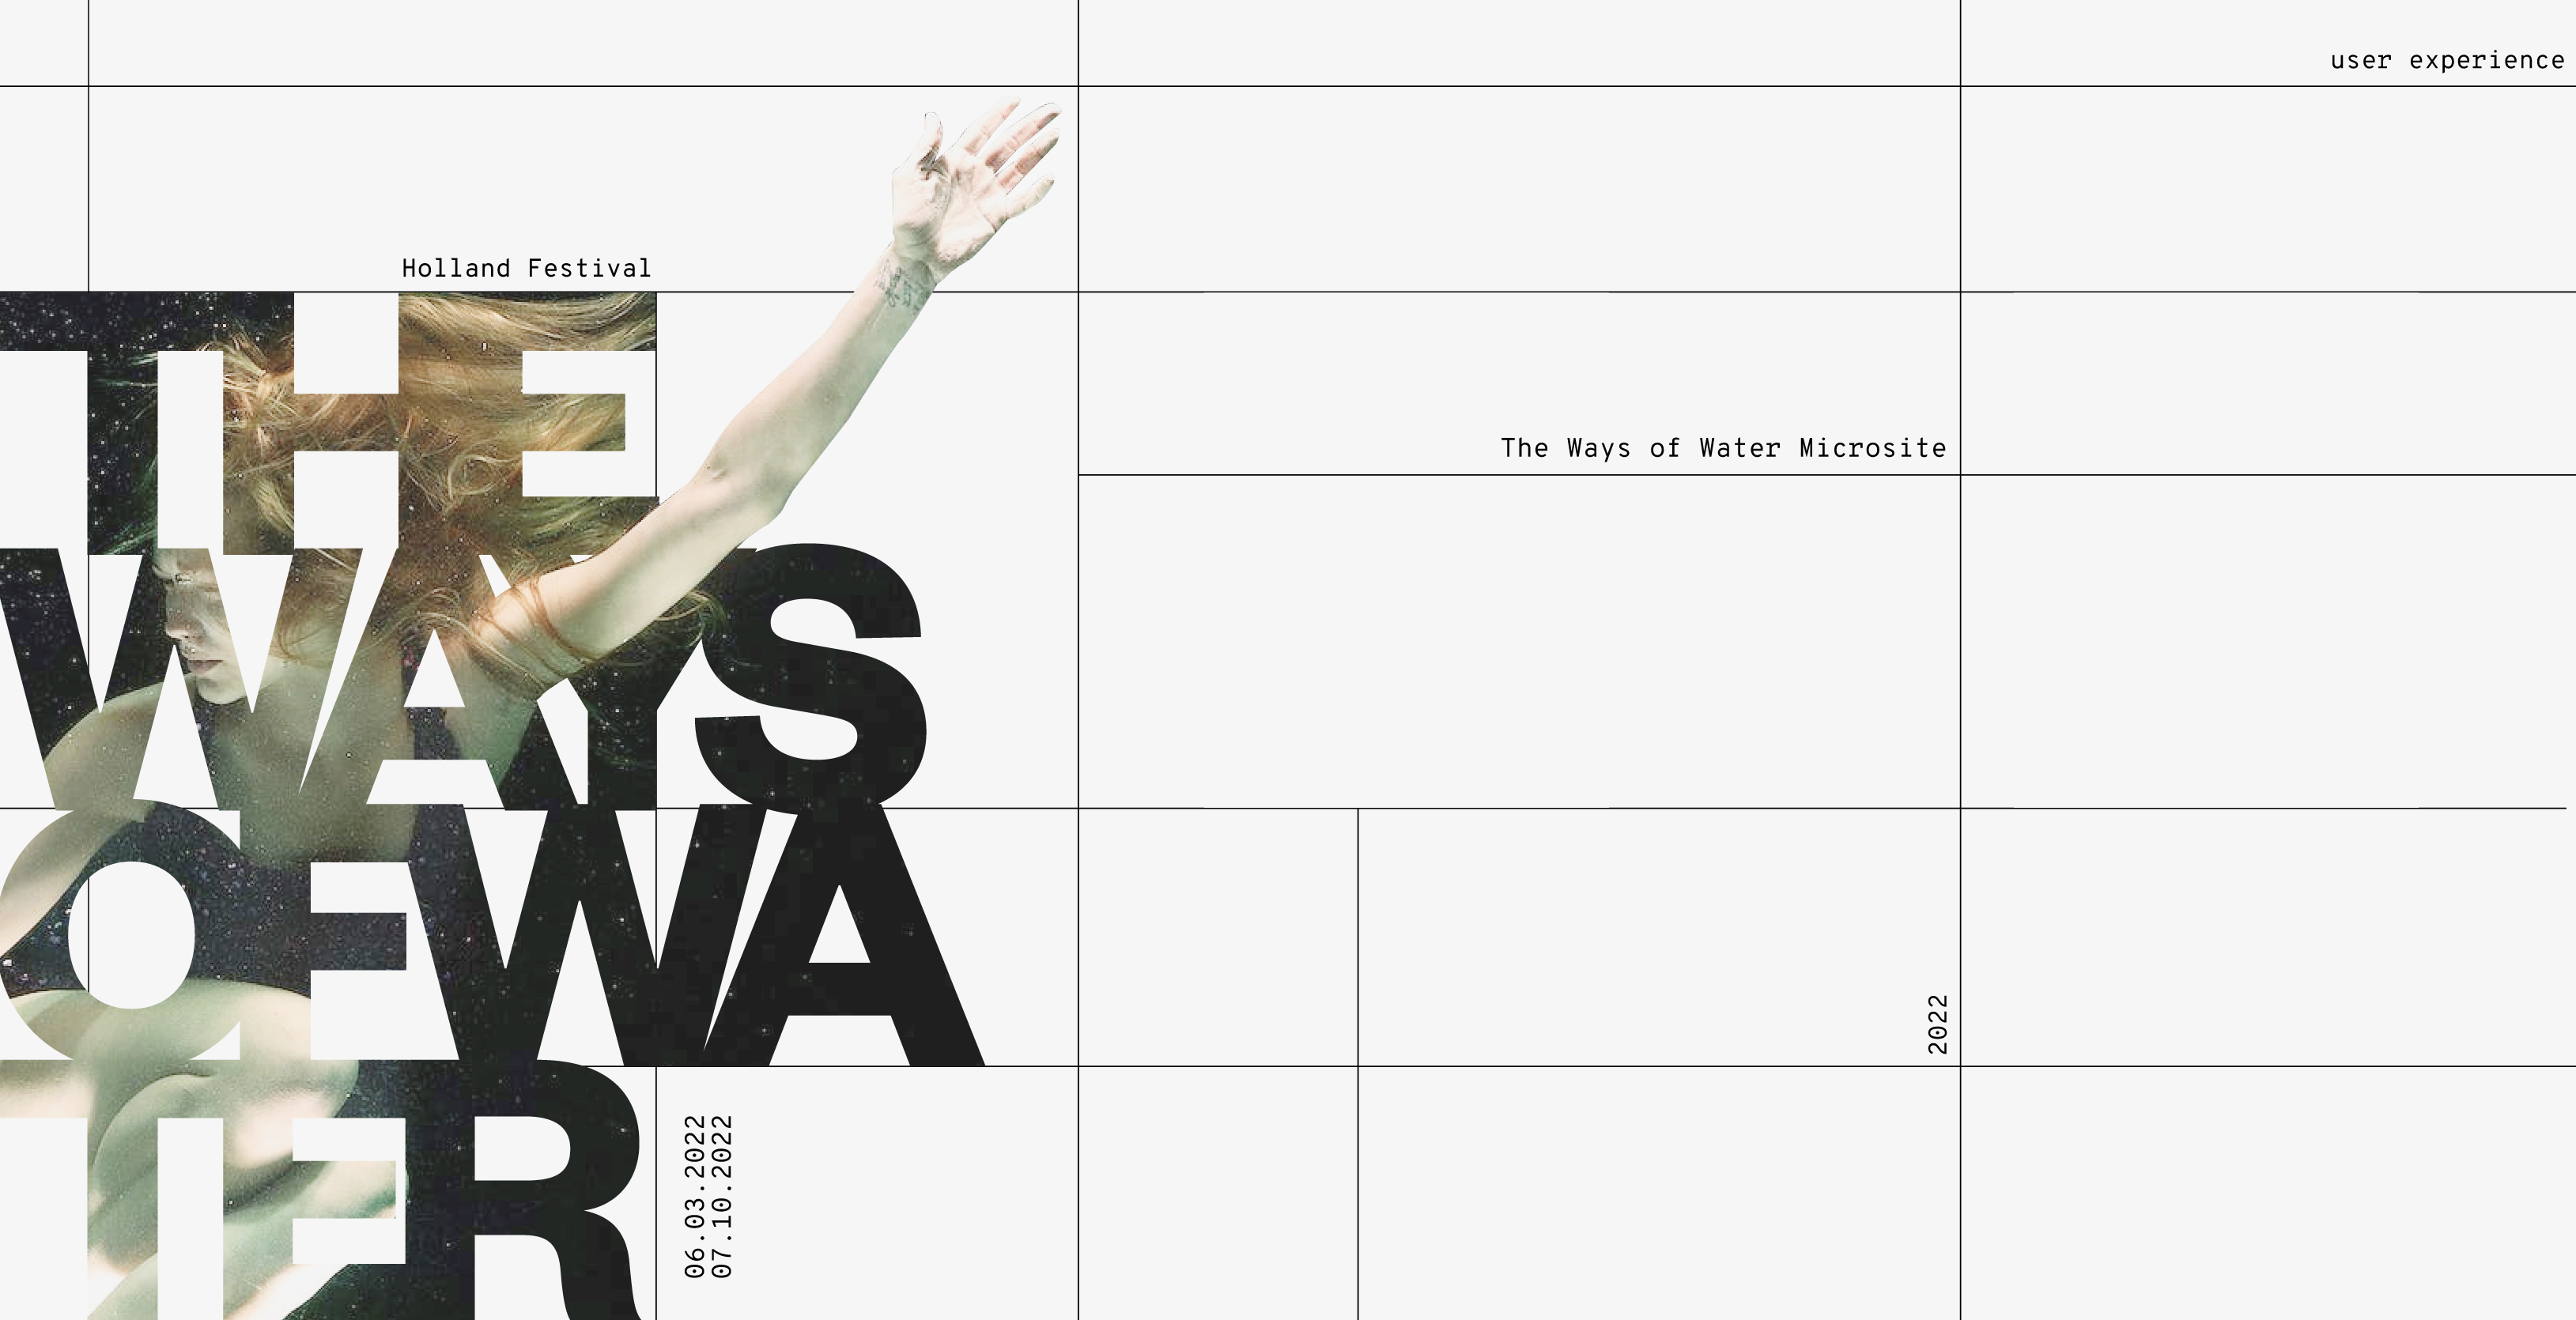 user experience
Holland Festival
THE
WAYS
OF WA
TER
The Ways of Water Microsite
2022
06.03.2022
07.10.2022